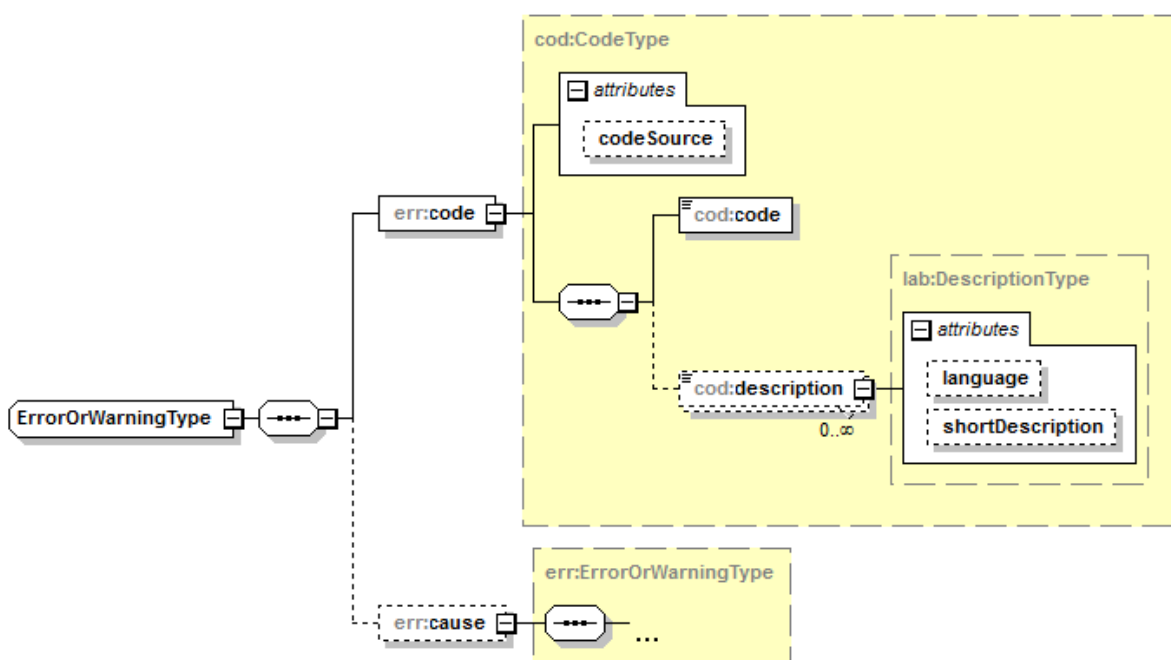 cod:CodeType
attributes
codeSource
err:code
cod:code
lab:DescriptionType
attributes
language
cod:description
shortDescription
0..∞
ErrorOrWarningType
err:ErrorOrWarningType
err:cause
...